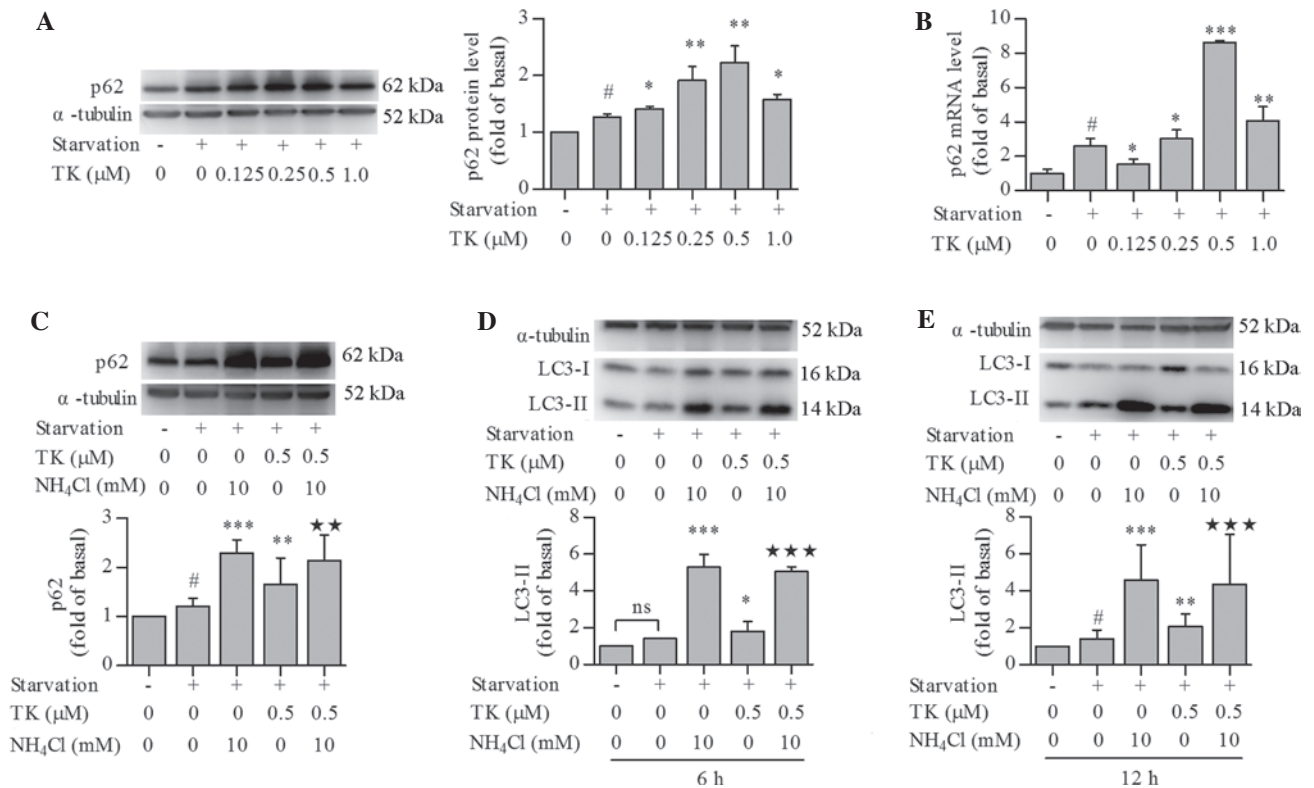 A
p62
62 kDa
α -tubulin
52 kDa
Starvation - + + + + +
TK (μM) 0 0 0.125 0.25 0.5 1.0
p62 protein level
(fold of basal)
3
2
1
0
# * ** ** *
Starvation - + + + + +
TK (μM) 0 0 0.125 0.25 0.5 1.0
B
p62 mRNA level
(fold of basal)
10
8
6
4
2
0
# * * *** **
Starvation - + + + + +
TK (μM) 0 0 0.125 0.25 0.5 1.0
C
p62
62 kDa
α -tubulin
52 kDa
Starvation - + + + +
TK (μM) 0 0 0 0.5 0.5
NH₄Cl (mM) 0 0 10 0 10
p62
(fold of basal)
3
2
1
0
# *** ** ★★
Starvation - + + + +
TK (μM) 0 0 0 0.5 0.5
NH₄Cl (mM) 0 0 10 0 10
D
α-tubulin
52 kDa
LC3-I
16 kDa
LC3-II
14 kDa
Starvation - + + + +
TK (μM) 0 0 0 0.5 0.5
NH₄Cl (mM) 0 0 10 0 10
LC3-II
(fold of basal)
8
6
4
2
0
ns *** * ★★★
Starvation - + + + +
TK (μM) 0 0 0 0.5 0.5
NH₄Cl (mM) 0 0 10 0 10
6 h
E
α-tubulin
52 kDa
LC3-I
16 kDa
LC3-II
14 kDa
Starvation - + + + +
TK (μM) 0 0 0 0.5 0.5
NH₄Cl (mM) 0 0 10 0 10
LC3-II
(fold of basal)
8
6
4
2
0
# *** ** ★★★
Starvation - + + + +
TK (μM) 0 0 0 0.5 0.5
NH₄Cl (mM) 0 0 10 0 10
12 h